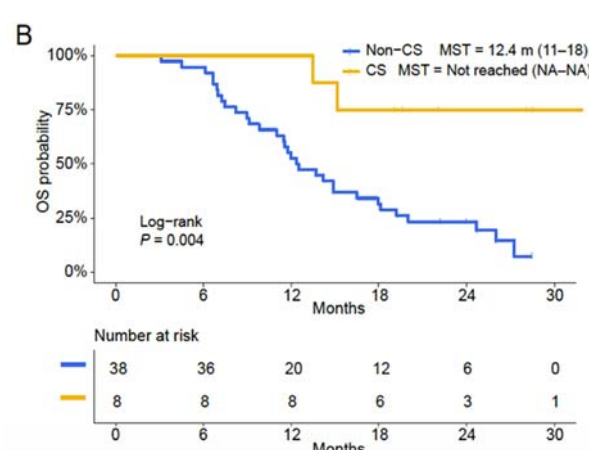 B
Non-CS MST = 12.4 m (11–18)
CS MST = Not reached (NA–NA)
100%
75%
50%
25%
0%
OS probability
Log−rank
P = 0.004
0 6 12 18 24 30
Months
Number at risk
38 36 20 12 6 0
8 8 8 6 3 1
0 6 12 18 24 30
Months